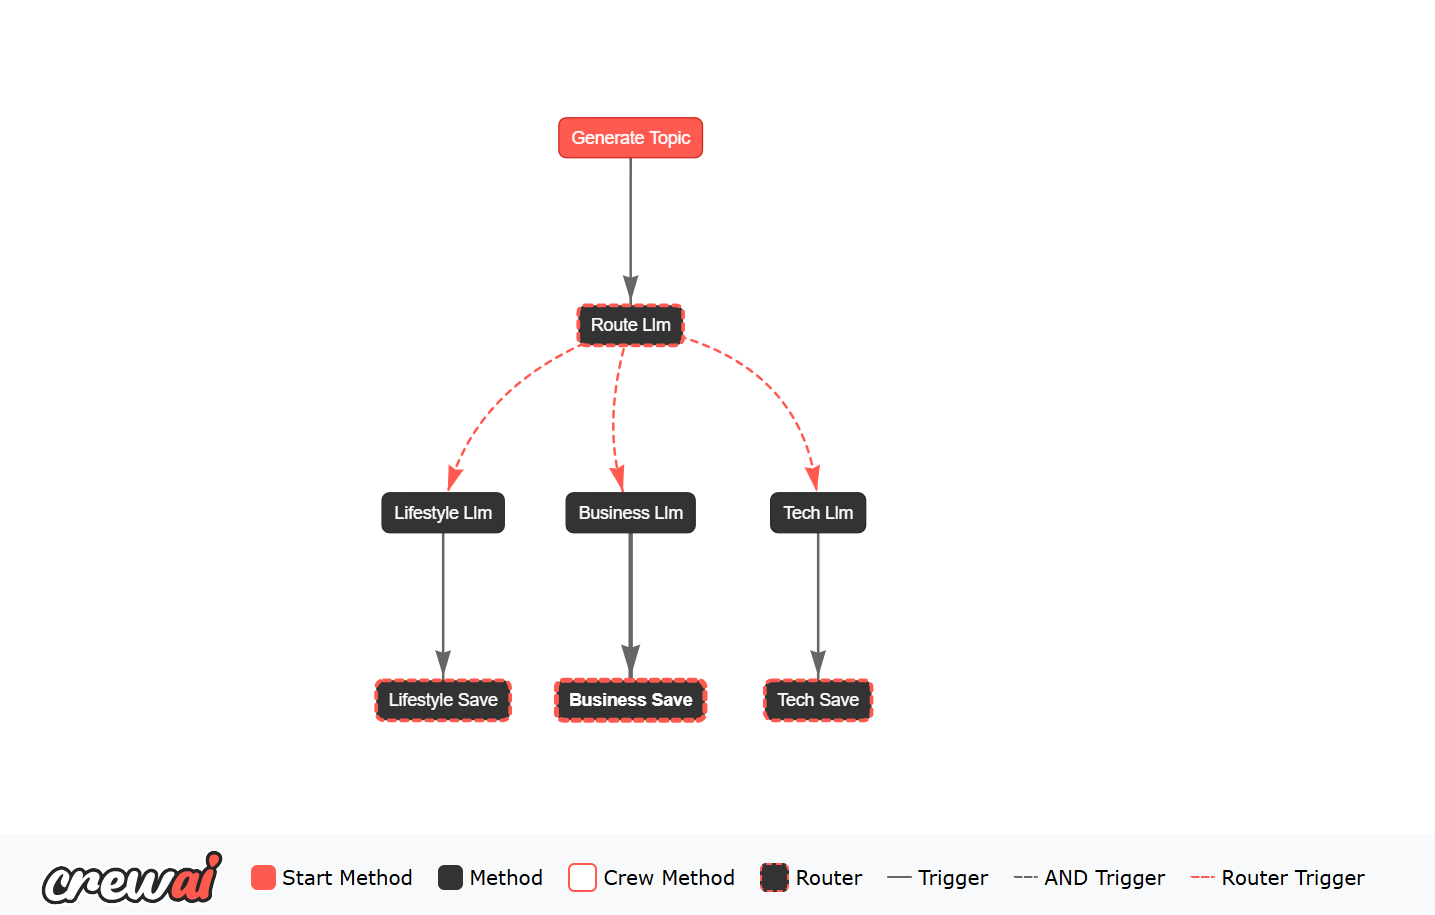 Generate Topic
Route Llm
Lifestyle Llm
Business Llm
Tech Llm
Lifestyle Save
Business Save
Tech Save
crewai
Start Method
Method
Crew Method
Router
Trigger
AND Trigger
Router Trigger